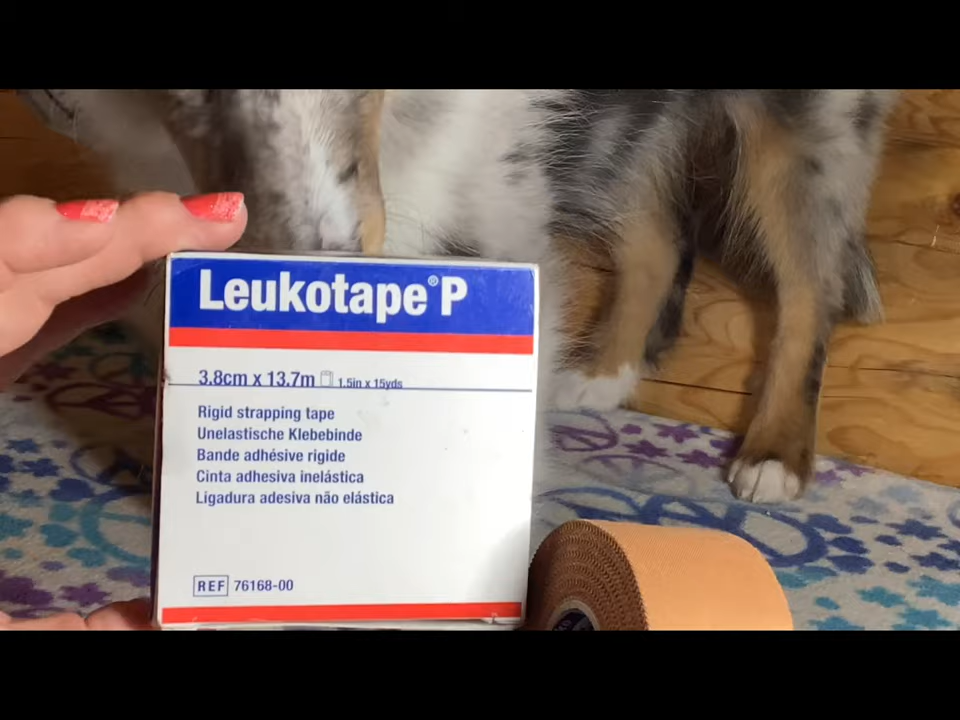 Leukotape® P
3.8cm x 13.7m 1.5in x 15yds
Rigid strapping tape
Unelastische Klebebinde
Bande adhésive rigide
Cinta adhesiva inelástica
Ligadura adesiva não elástica
REF 76168-00